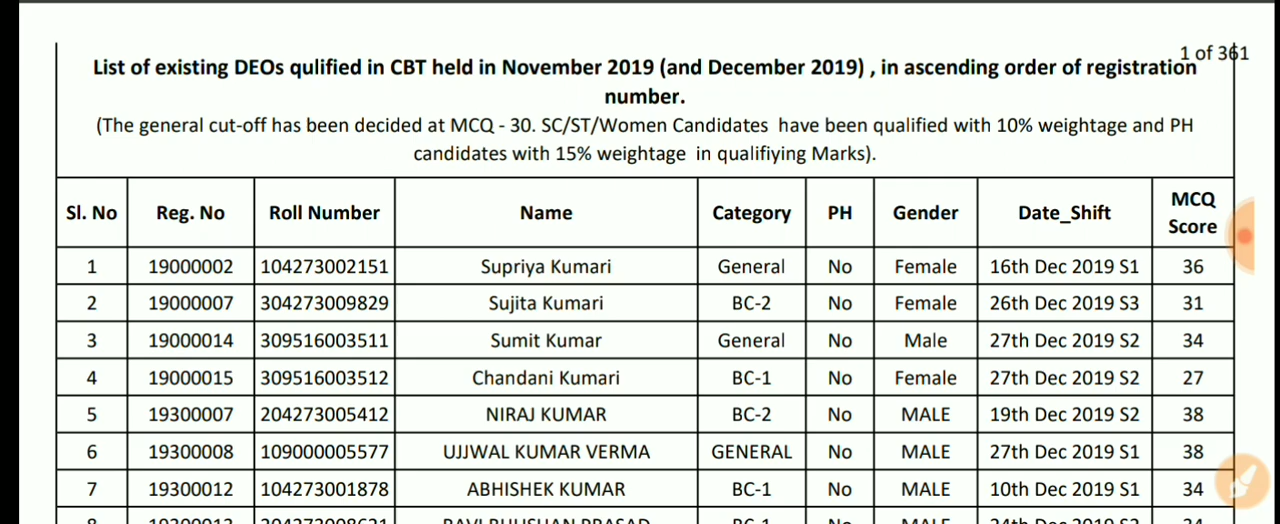 1 of 361
List of existing DEOs qulified in CBT held in November 2019 (and December 2019) , in ascending order of registration
number.
(The general cut-off has been decided at MCQ - 30. SC/ST/Women Candidates have been qualified with 10% weightage and PH
candidates with 15% weightage in qualifiying Marks).
Sl. No Reg. No Roll Number Name Category PH Gender Date_Shift MCQ Score
1 19000002 104273002151 Supriya Kumari General No Female 16th Dec 2019 S1 36
2 19000007 304273009829 Sujita Kumari BC-2 No Female 26th Dec 2019 S3 31
3 19000014 309516003511 Sumit Kumar General No Male 27th Dec 2019 S2 34
4 19000015 309516003512 Chandani Kumari BC-1 No Female 27th Dec 2019 S2 27
5 19300007 204273005412 NIRAJ KUMAR BC-2 No MALE 19th Dec 2019 S2 38
6 19300008 109000005577 UJJWAL KUMAR VERMA GENERAL No MALE 27th Dec 2019 S1 38
7 19300012 104273001878 ABHISHEK KUMAR BC-1 No MALE 10th Dec 2019 S1 34